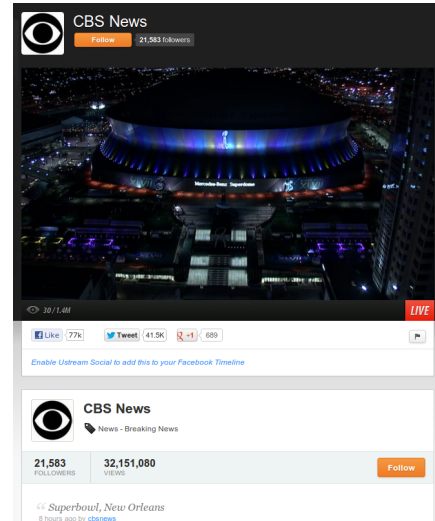 CBS News
Follow
21,583 followers
Mercedes-Benz Superdome
30 / 1.4M
LIVE
Like 77k Tweet 41.5K +1 689
Enable Ustream Social to add this to your Facebook Timeline
CBS News
News - Breaking News
21,583 32,151,080
FOLLOWERS VIEWS
Follow
Superbowl, New Orleans
8 hours ago by cbsnews